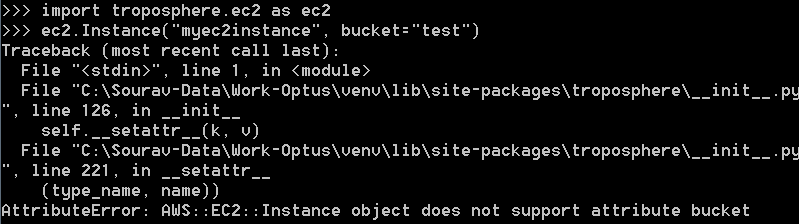 >>> import troposphere.ec2 as ec2
>>> ec2.Instance("myec2instance", bucket="test")
Traceback (most recent call last):
  File "<stdin>", line 1, in <module>
  File "C:\Sourav-Data\Work-Optus\venv\lib\site-packages\troposphere\__init__.py
", line 126, in __init__
    self.__setattr__(k, v)
  File "C:\Sourav-Data\Work-Optus\venv\lib\site-packages\troposphere\__init__.py
", line 221, in __setattr__
    (type_name, name))
AttributeError: AWS::EC2::Instance object does not support attribute bucket